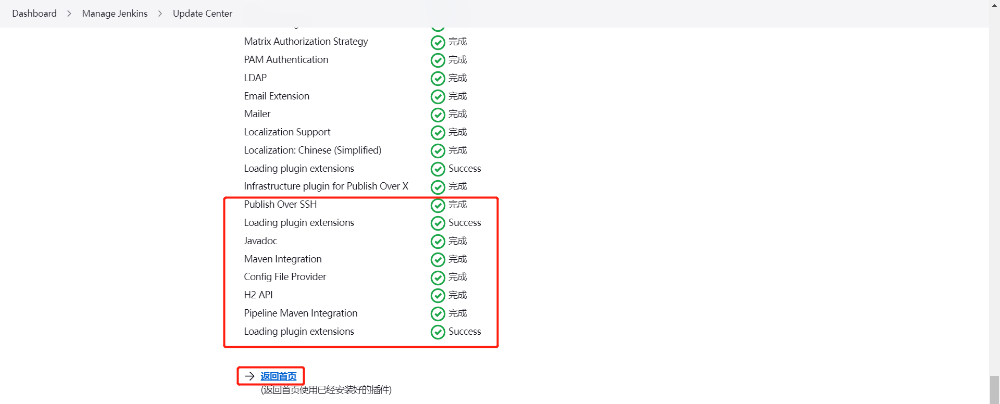 Dashboard > Manage Jenkins > Update Center
Matrix Authorization Strategy 完成
PAM Authentication 完成
LDAP 完成
Email Extension 完成
Mailer 完成
Localization Support 完成
Localization: Chinese (Simplified) 完成
Loading plugin extensions Success
Infrastructure plugin for Publish Over X 完成
Publish Over SSH 完成
Loading plugin extensions Success
Javadoc 完成
Maven Integration 完成
Config File Provider 完成
H2 API 完成
Pipeline Maven Integration 完成
Loading plugin extensions Success
→ 返回首页
(返回首页使用已经安装好的插件)